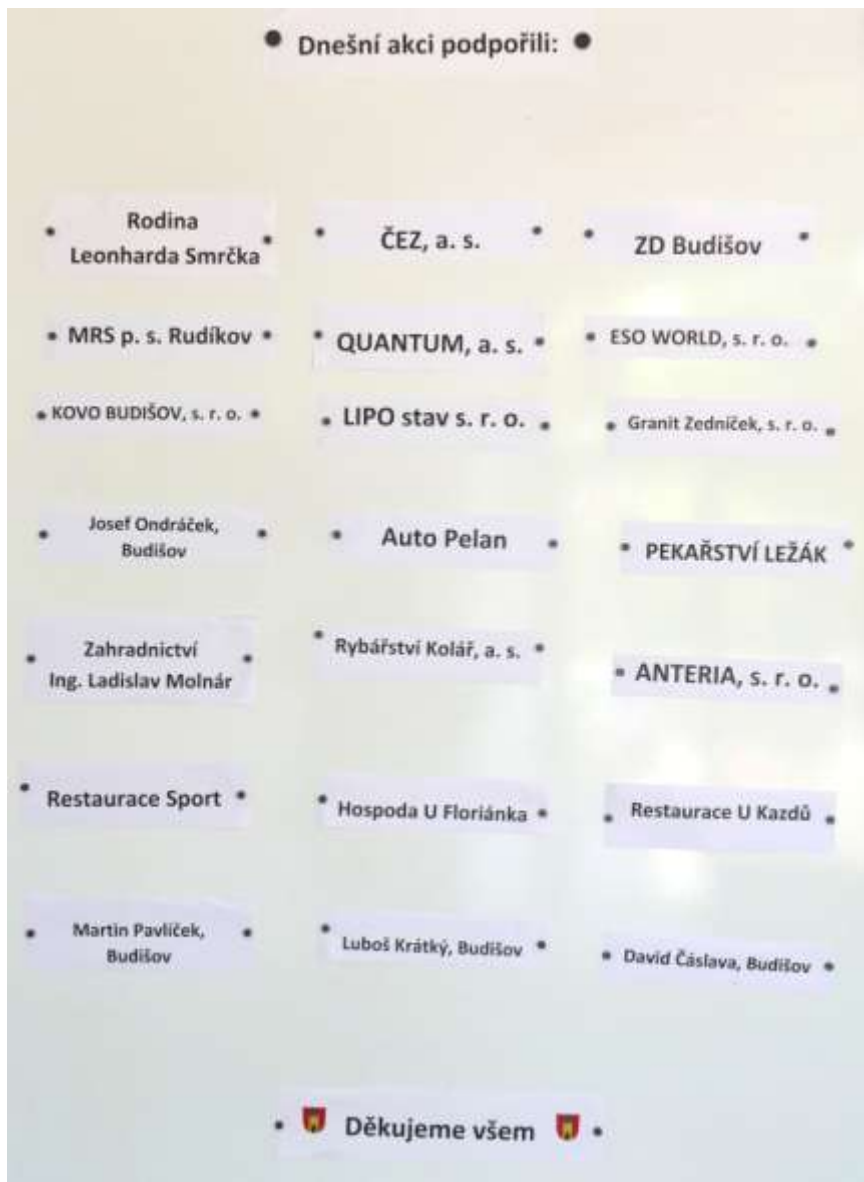 Dnešní akci podpořili:
Rodina
Leonharda Smrčka
ČEZ, a. s.
ZD Budišov
MRS p. s. Rudíkov
QUANTUM, a. s.
ESO WORLD, s. r. o.
KOVO BUDIŠOV, s. r. o.
LIPO stav s. r. o.
Granit Zedníček, s. r. o.
Josef Ondráček,
Budišov
Auto Pelan
PEKAŘSTVÍ LEŽÁK
Zahradnictví
Ing. Ladislav Molnár
Rybářství Kolář, a. s.
ANTERIA, s. r. o.
Restaurace Sport
Hospoda U Floriánka
Restaurace U Kazdů
Martin Pavlíček,
Budišov
Luboš Krátký, Budišov
David Čáslava, Budišov
Děkujeme všem